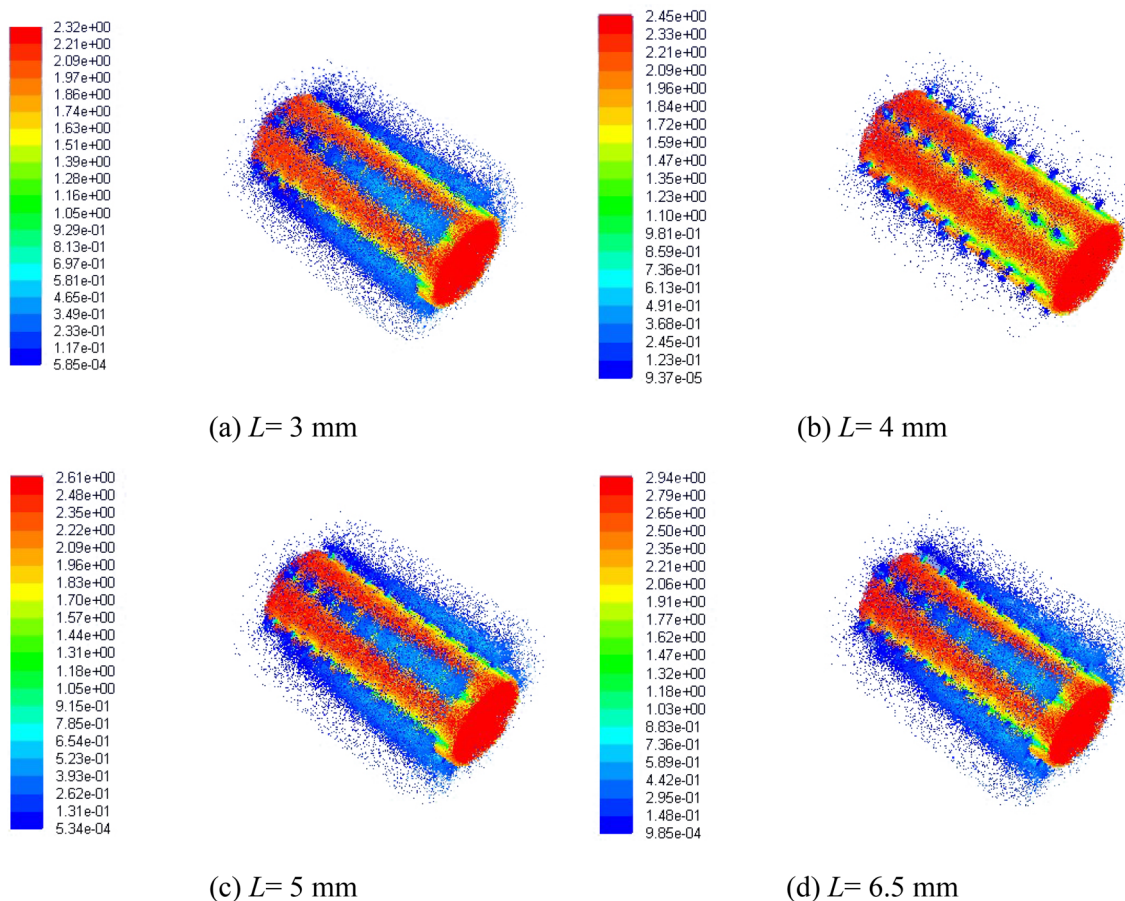 2.32e+00
2.21e+00
2.09e+00
1.97e+00
1.86e+00
1.74e+00
1.63e+00
1.51e+00
1.39e+00
1.28e+00
1.16e+00
1.05e+00
9.29e-01
8.13e-01
6.97e-01
5.81e-01
4.65e-01
3.49e-01
2.33e-01
1.17e-01
5.85e-04
(a) L= 3 mm
2.45e+00
2.33e+00
2.21e+00
2.09e+00
1.96e+00
1.84e+00
1.72e+00
1.59e+00
1.47e+00
1.35e+00
1.23e+00
1.10e+00
9.81e-01
8.59e-01
7.36e-01
6.13e-01
4.91e-01
3.68e-01
2.45e-01
1.23e-01
9.37e-05
(b) L= 4 mm
2.61e+00
2.48e+00
2.35e+00
2.22e+00
2.09e+00
1.96e+00
1.83e+00
1.70e+00
1.57e+00
1.44e+00
1.31e+00
1.18e+00
1.05e+00
9.15e-01
7.85e-01
6.54e-01
5.23e-01
3.93e-01
2.62e-01
1.31e-01
5.34e-04
(c) L= 5 mm
2.94e+00
2.79e+00
2.65e+00
2.50e+00
2.35e+00
2.21e+00
2.06e+00
1.91e+00
1.77e+00
1.62e+00
1.47e+00
1.32e+00
1.18e+00
1.03e+00
8.83e-01
7.36e-01
5.89e-01
4.42e-01
2.95e-01
1.48e-01
9.85e-04
(d) L= 6.5 mm